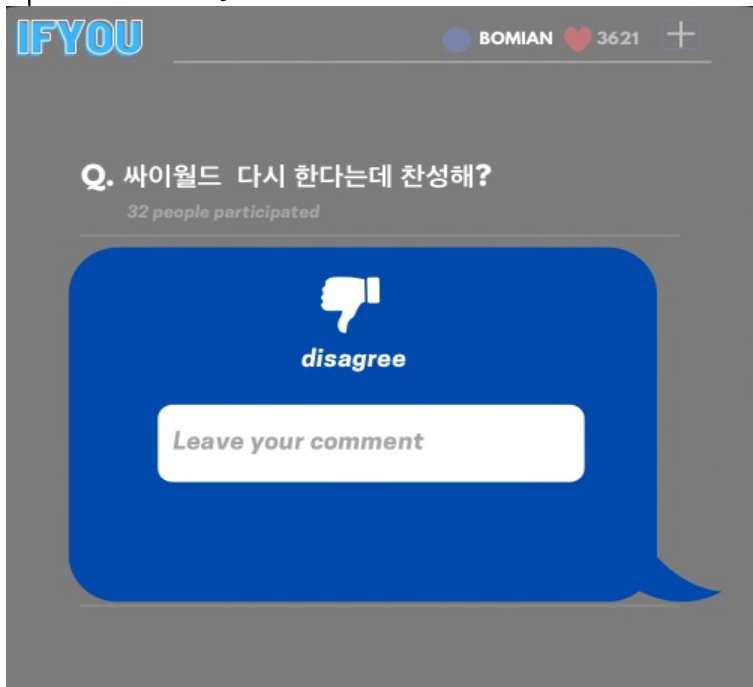 IFYOU
BOMIAN 3621
Q. 싸이월드 다시 한다는데 찬성해?
32 people participated
disagree
Leave your comment